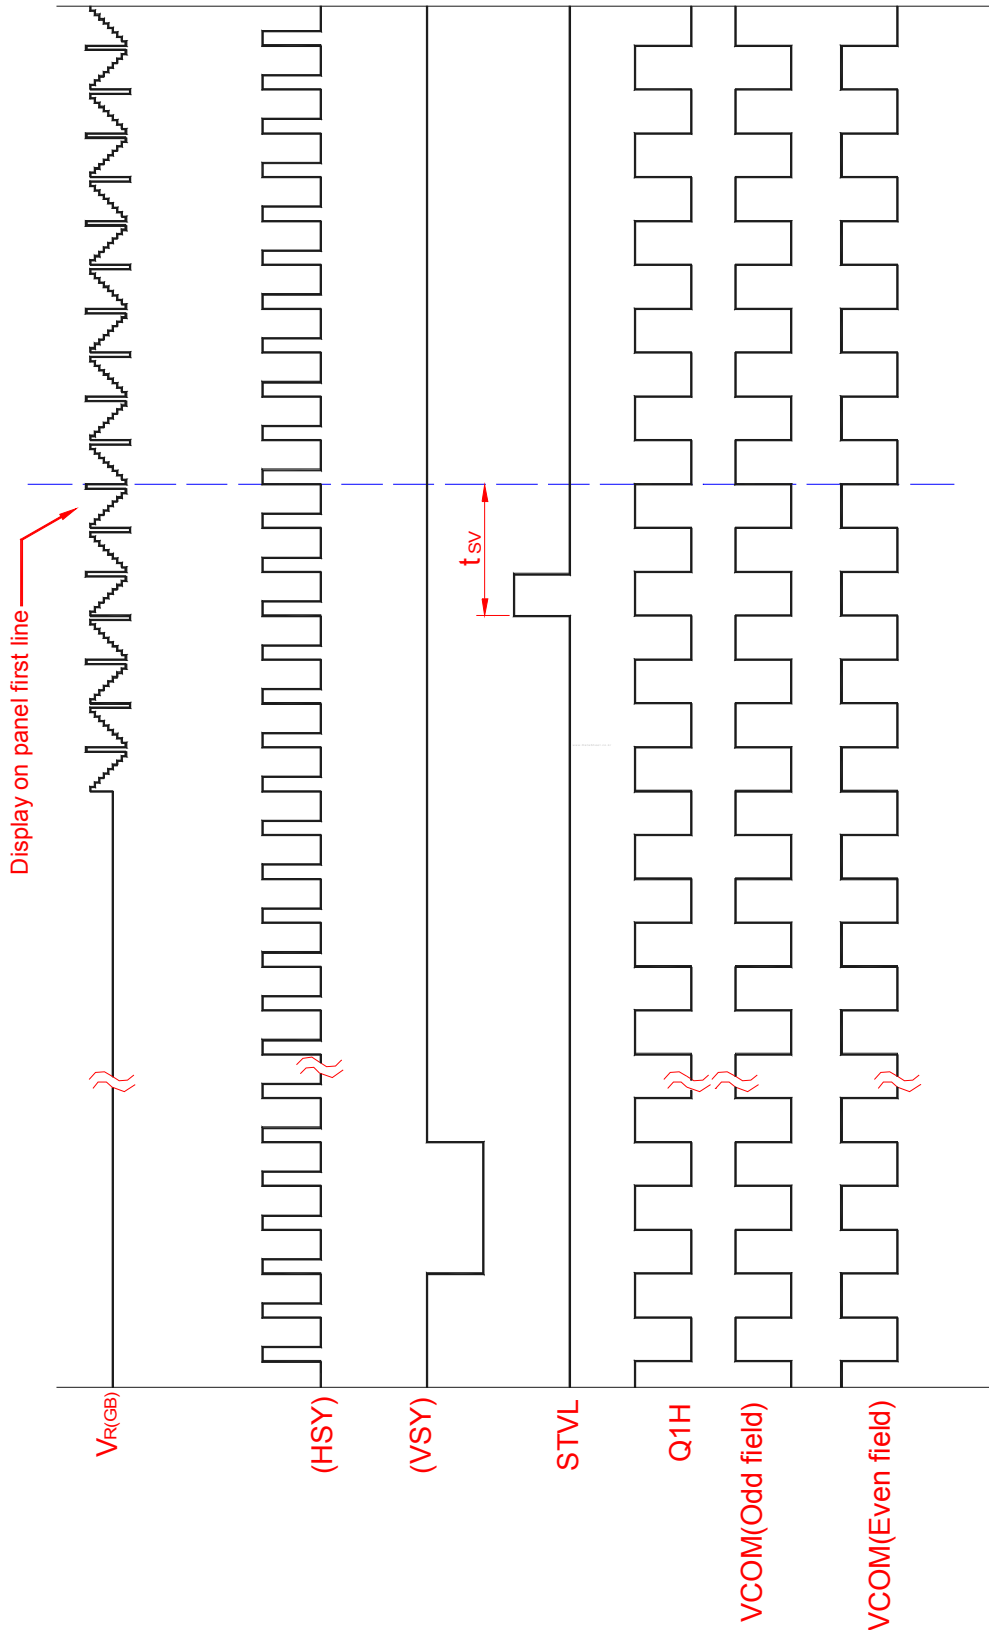 Display on panel first line
tSV
VR(GB)
(HSY)
(VSY)
STVL
Q1H
VCOM(Odd field)
VCOM(Even field)